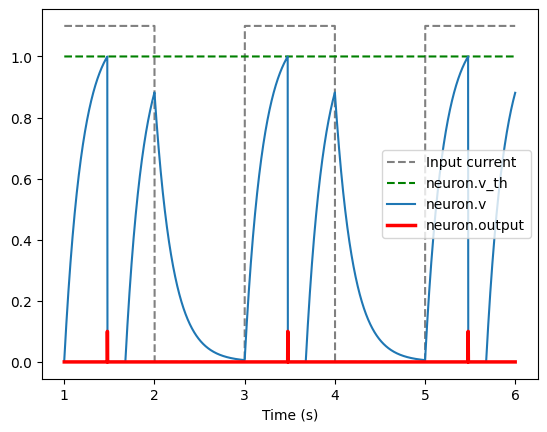 1.0
0.8
0.6
0.4
0.2
0.0
Input current
neuron.v_th
neuron.v
neuron.output
1 2 3 4 5 6
Time (s)